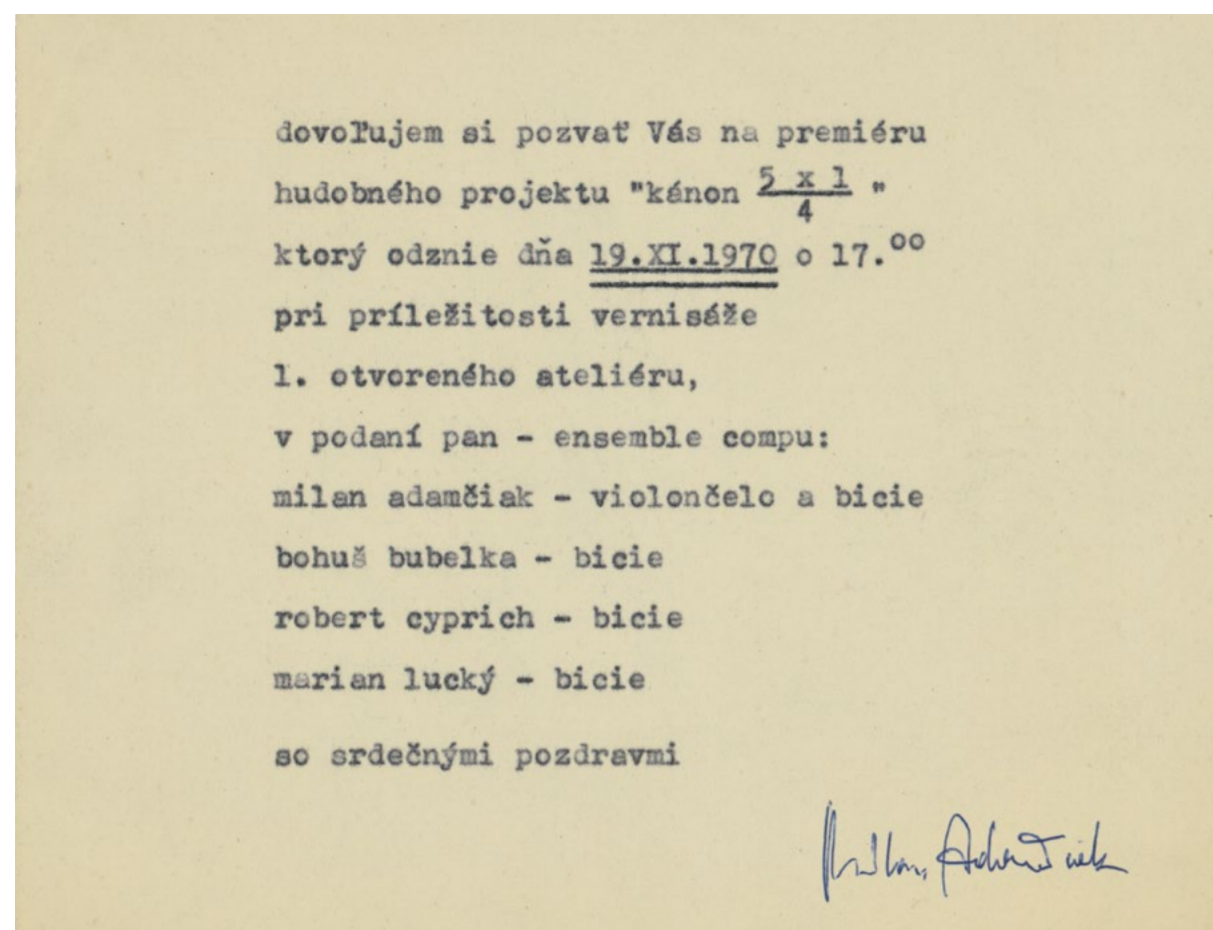 dovoľujem si pozvať Vás na premiéru
hudobného projektu "kánon 5 x 1/4 "
ktorý odznie dňa 19.XI.1970 o 17.⁰⁰
pri príležitosti vernisáže
1. otvoreného ateliéru,
v podaní pan - ensemble compu:
milan adamčiak - violončelo a bicie
bohuš bubelka - bicie
robert cyprich - bicie
marian lucký - bicie
so srdečnými pozdravmi
Milan Adamčiak